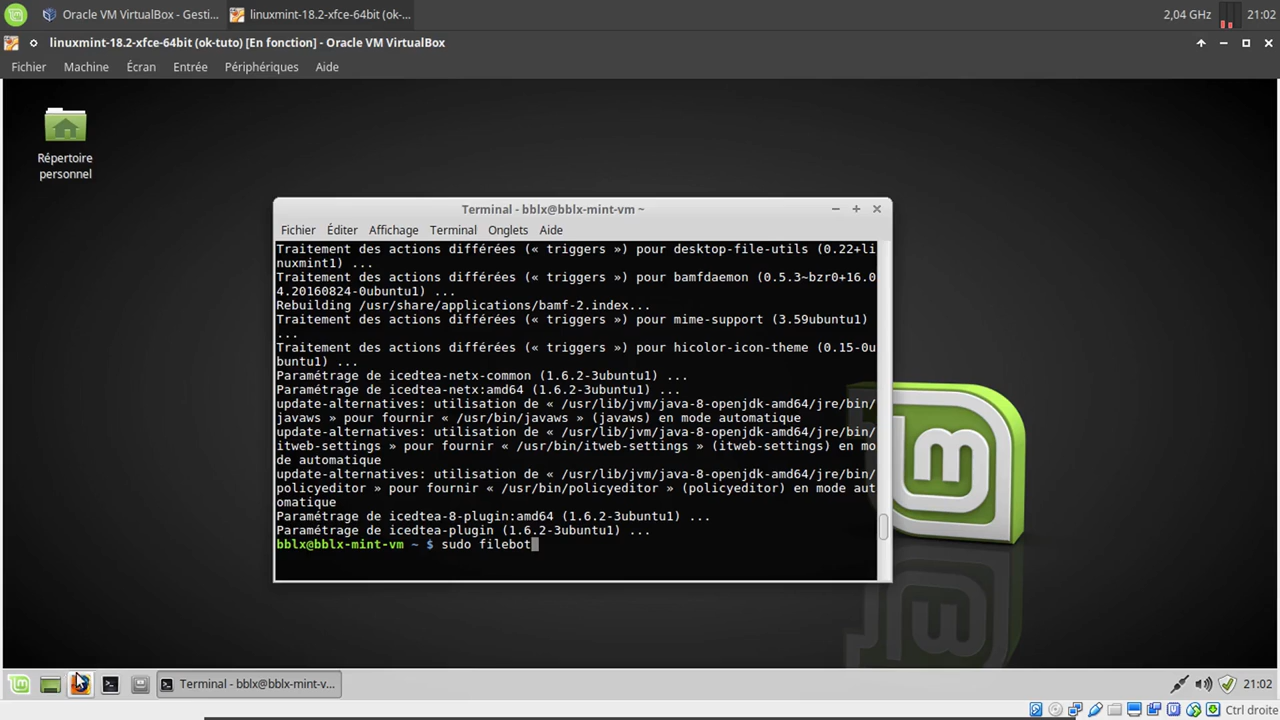 Oracle VM VirtualBox - Gesti...
linuxmint-18.2-xfce-64bit (ok-...
2,04 GHz
21:02
linuxmint-18.2-xfce-64bit (ok-tuto) [En fonction] - Oracle VM VirtualBox
Fichier Machine Écran Entrée Périphériques Aide
Répertoire
personnel
Terminal - bblx@bblx-mint-vm ~
Fichier Éditer Affichage Terminal Onglets Aide
Traitement des actions différées (« triggers ») pour desktop-file-utils (0.22+li
nuxmint1) ...
Traitement des actions différées (« triggers ») pour bamfdaemon (0.5.3~bzr0+16.0
4.20160824-0ubuntu1) ...
Rebuilding /usr/share/applications/bamf-2.index...
Traitement des actions différées (« triggers ») pour mime-support (3.59ubuntu1)
...
Traitement des actions différées (« triggers ») pour hicolor-icon-theme (0.15-0u
buntu1) ...
Paramétrage de icedtea-netx-common (1.6.2-3ubuntu1) ...
Paramétrage de icedtea-netx:amd64 (1.6.2-3ubuntu1) ...
update-alternatives: utilisation de « /usr/lib/jvm/java-8-openjdk-amd64/jre/bin/
javaws » pour fournir « /usr/bin/javaws » (javaws) en mode automatique
update-alternatives: utilisation de « /usr/lib/jvm/java-8-openjdk-amd64/jre/bin/
itweb-settings » pour fournir « /usr/bin/itweb-settings » (itweb-settings) en mo
de automatique
update-alternatives: utilisation de « /usr/lib/jvm/java-8-openjdk-amd64/jre/bin/
policyeditor » pour fournir « /usr/bin/policyeditor » (policyeditor) en mode aut
omatique
Paramétrage de icedtea-8-plugin:amd64 (1.6.2-3ubuntu1) ...
Paramétrage de icedtea-plugin (1.6.2-3ubuntu1) ...
bblx@bblx-mint-vm ~ $ sudo filebot
Terminal - bblx@bblx-mint-v...
21:02
Ctrl droite